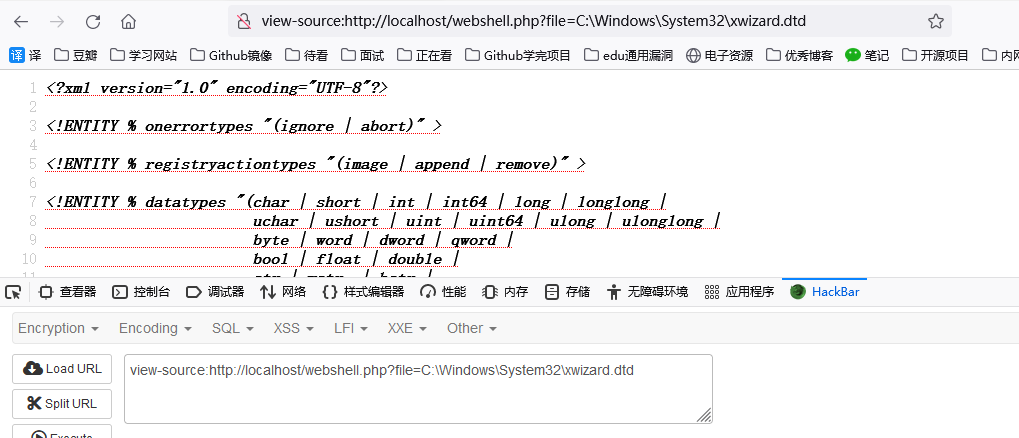 view-source:http://localhost/webshell.php?file=C:\Windows\System32\xwizard.dtd
译 译 豆瓣 学习网站 Github镜像 待看 面试 正在看 Github学完项目 edu通用漏洞 电子资源 优秀博客 笔记 开源项目 内网
1 <?xml version="1.0" encoding="UTF-8"?>
2
3 <!ENTITY % onerrortypes "(ignore | abort)" >
4
5 <!ENTITY % registryactiontypes "(image | append | remove)" >
6
7 <!ENTITY % datatypes "(char | short | int | int64 | long | longlong |
8 uchar | ushort | uint | uint64 | ulong | ulonglong |
9 byte | word | dword | qword |
10 bool | float | double |
查看器 控制台 调试器 网络 样式编辑器 性能 内存 存储 无障碍环境 应用程序 HackBar
Encryption Encoding SQL XSS LFI XXE Other
Load URL
view-source:http://localhost/webshell.php?file=C:\Windows\System32\xwizard.dtd
Split URL
Execute